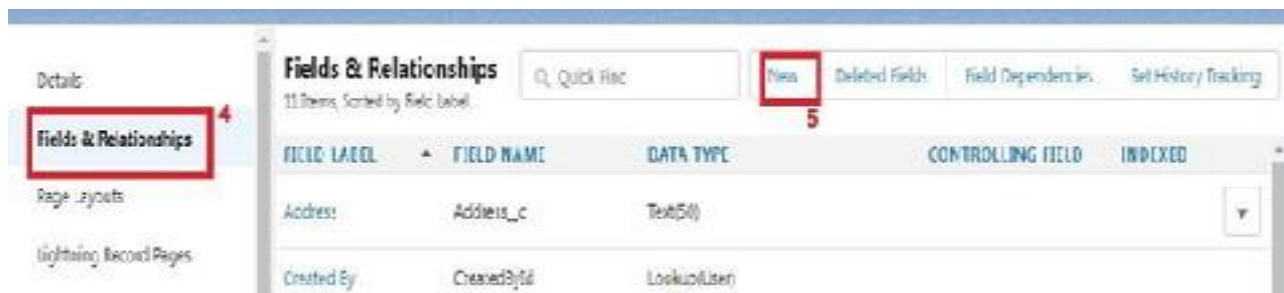 Details
Fields & Relationships
4
Page Layouts
Lightning Record Pages
Fields & Relationships
Quick Find
New
Deleted Fields
Field Dependencies
Set History Tracking
5
11 Items, Sorted by Field Label
FIELD LABEL
FIELD NAME
DATA TYPE
CONTROLLING FIELD
INDEXED
Address
Address_c
Text(50)
Created By
CreatedById
Lookup(User)